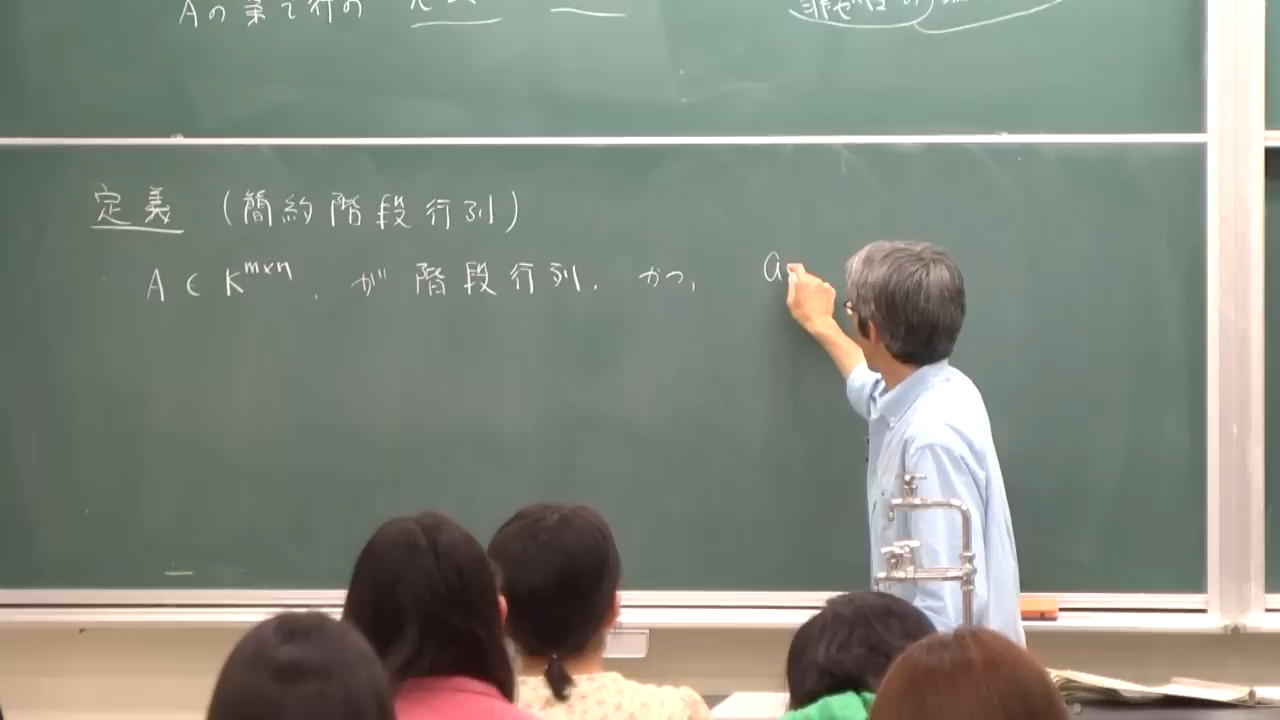 Aの第 行の
定義 (簡約階段行列)
A ∈ K^{m×n}, が 階段行列, かつ, a